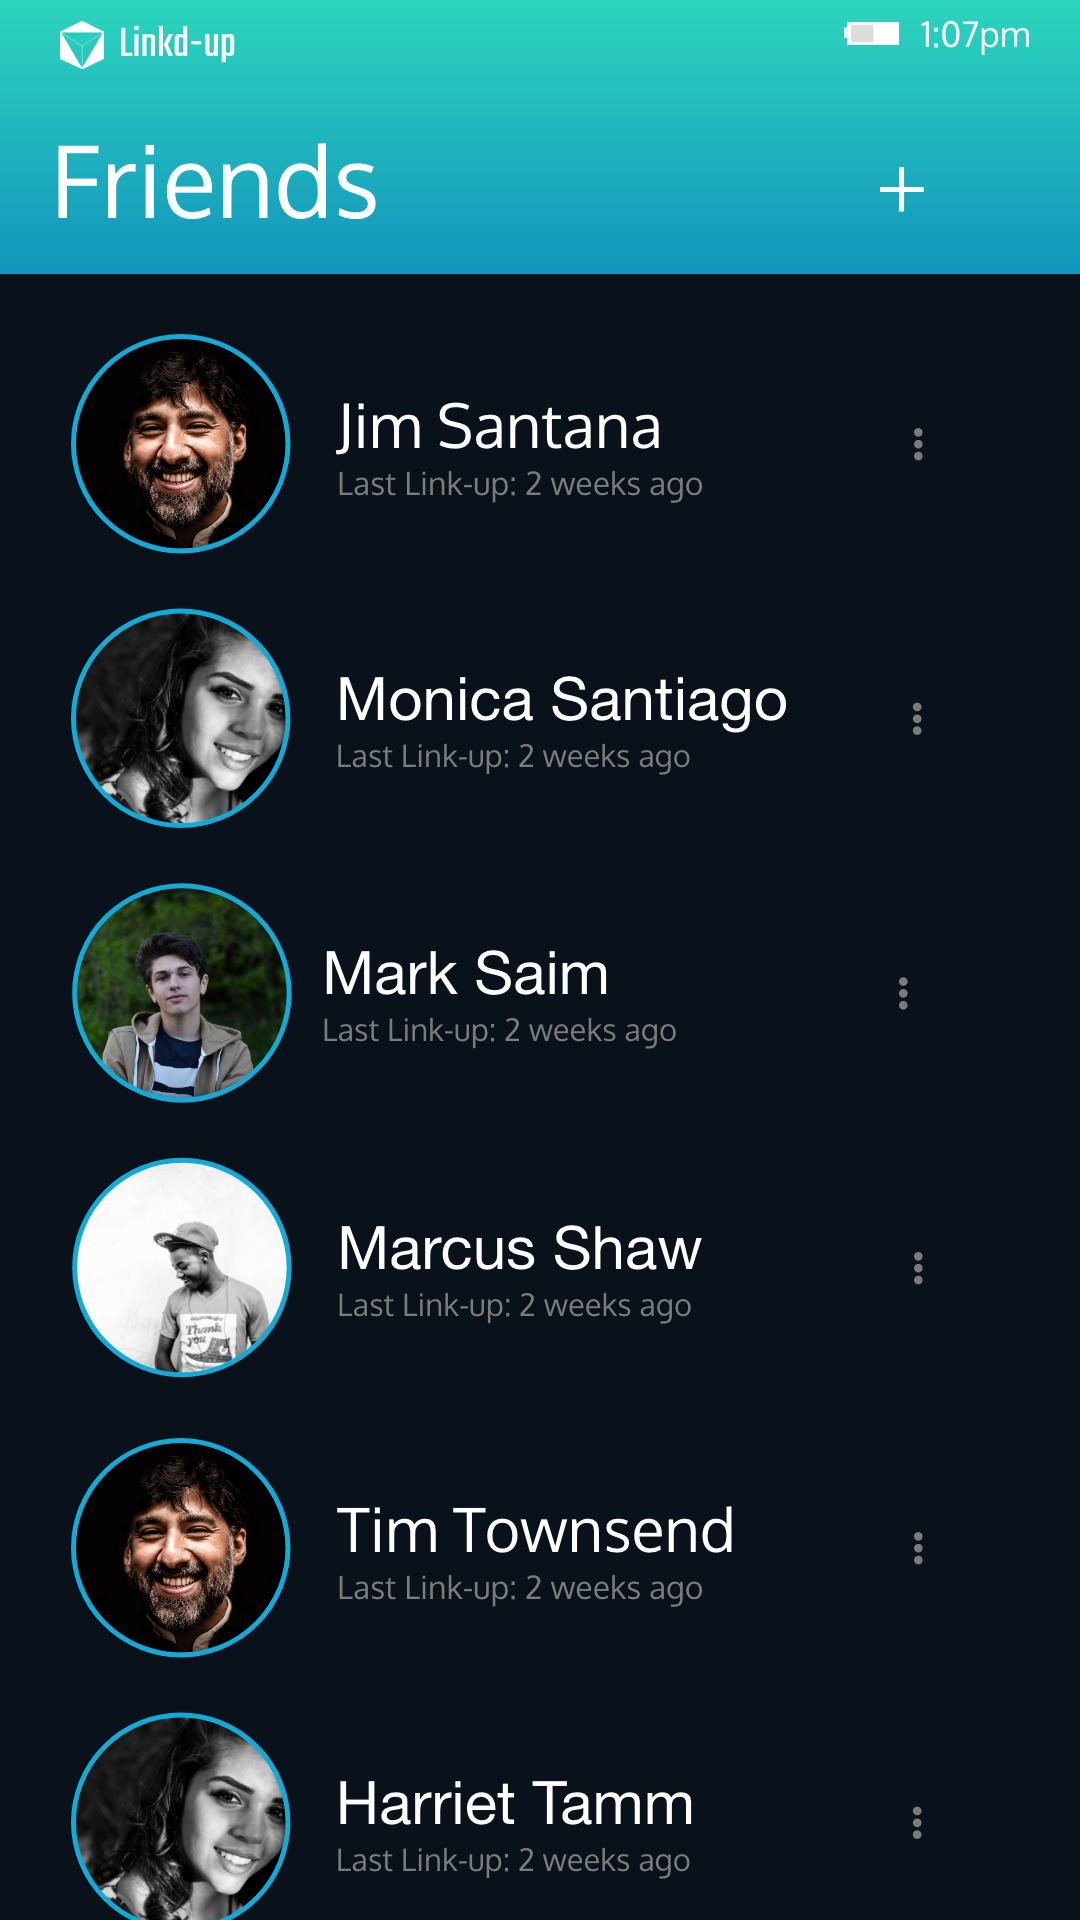 Linkd-up
1:07pm
Friends
Jim Santana
Last Link-up: 2 weeks ago
Monica Santiago
Last Link-up: 2 weeks ago
Mark Saim
Last Link-up: 2 weeks ago
Marcus Shaw
Last Link-up: 2 weeks ago
Thank
you
Tim Townsend
Last Link-up: 2 weeks ago
Harriet Tamm
Last Link-up: 2 weeks ago